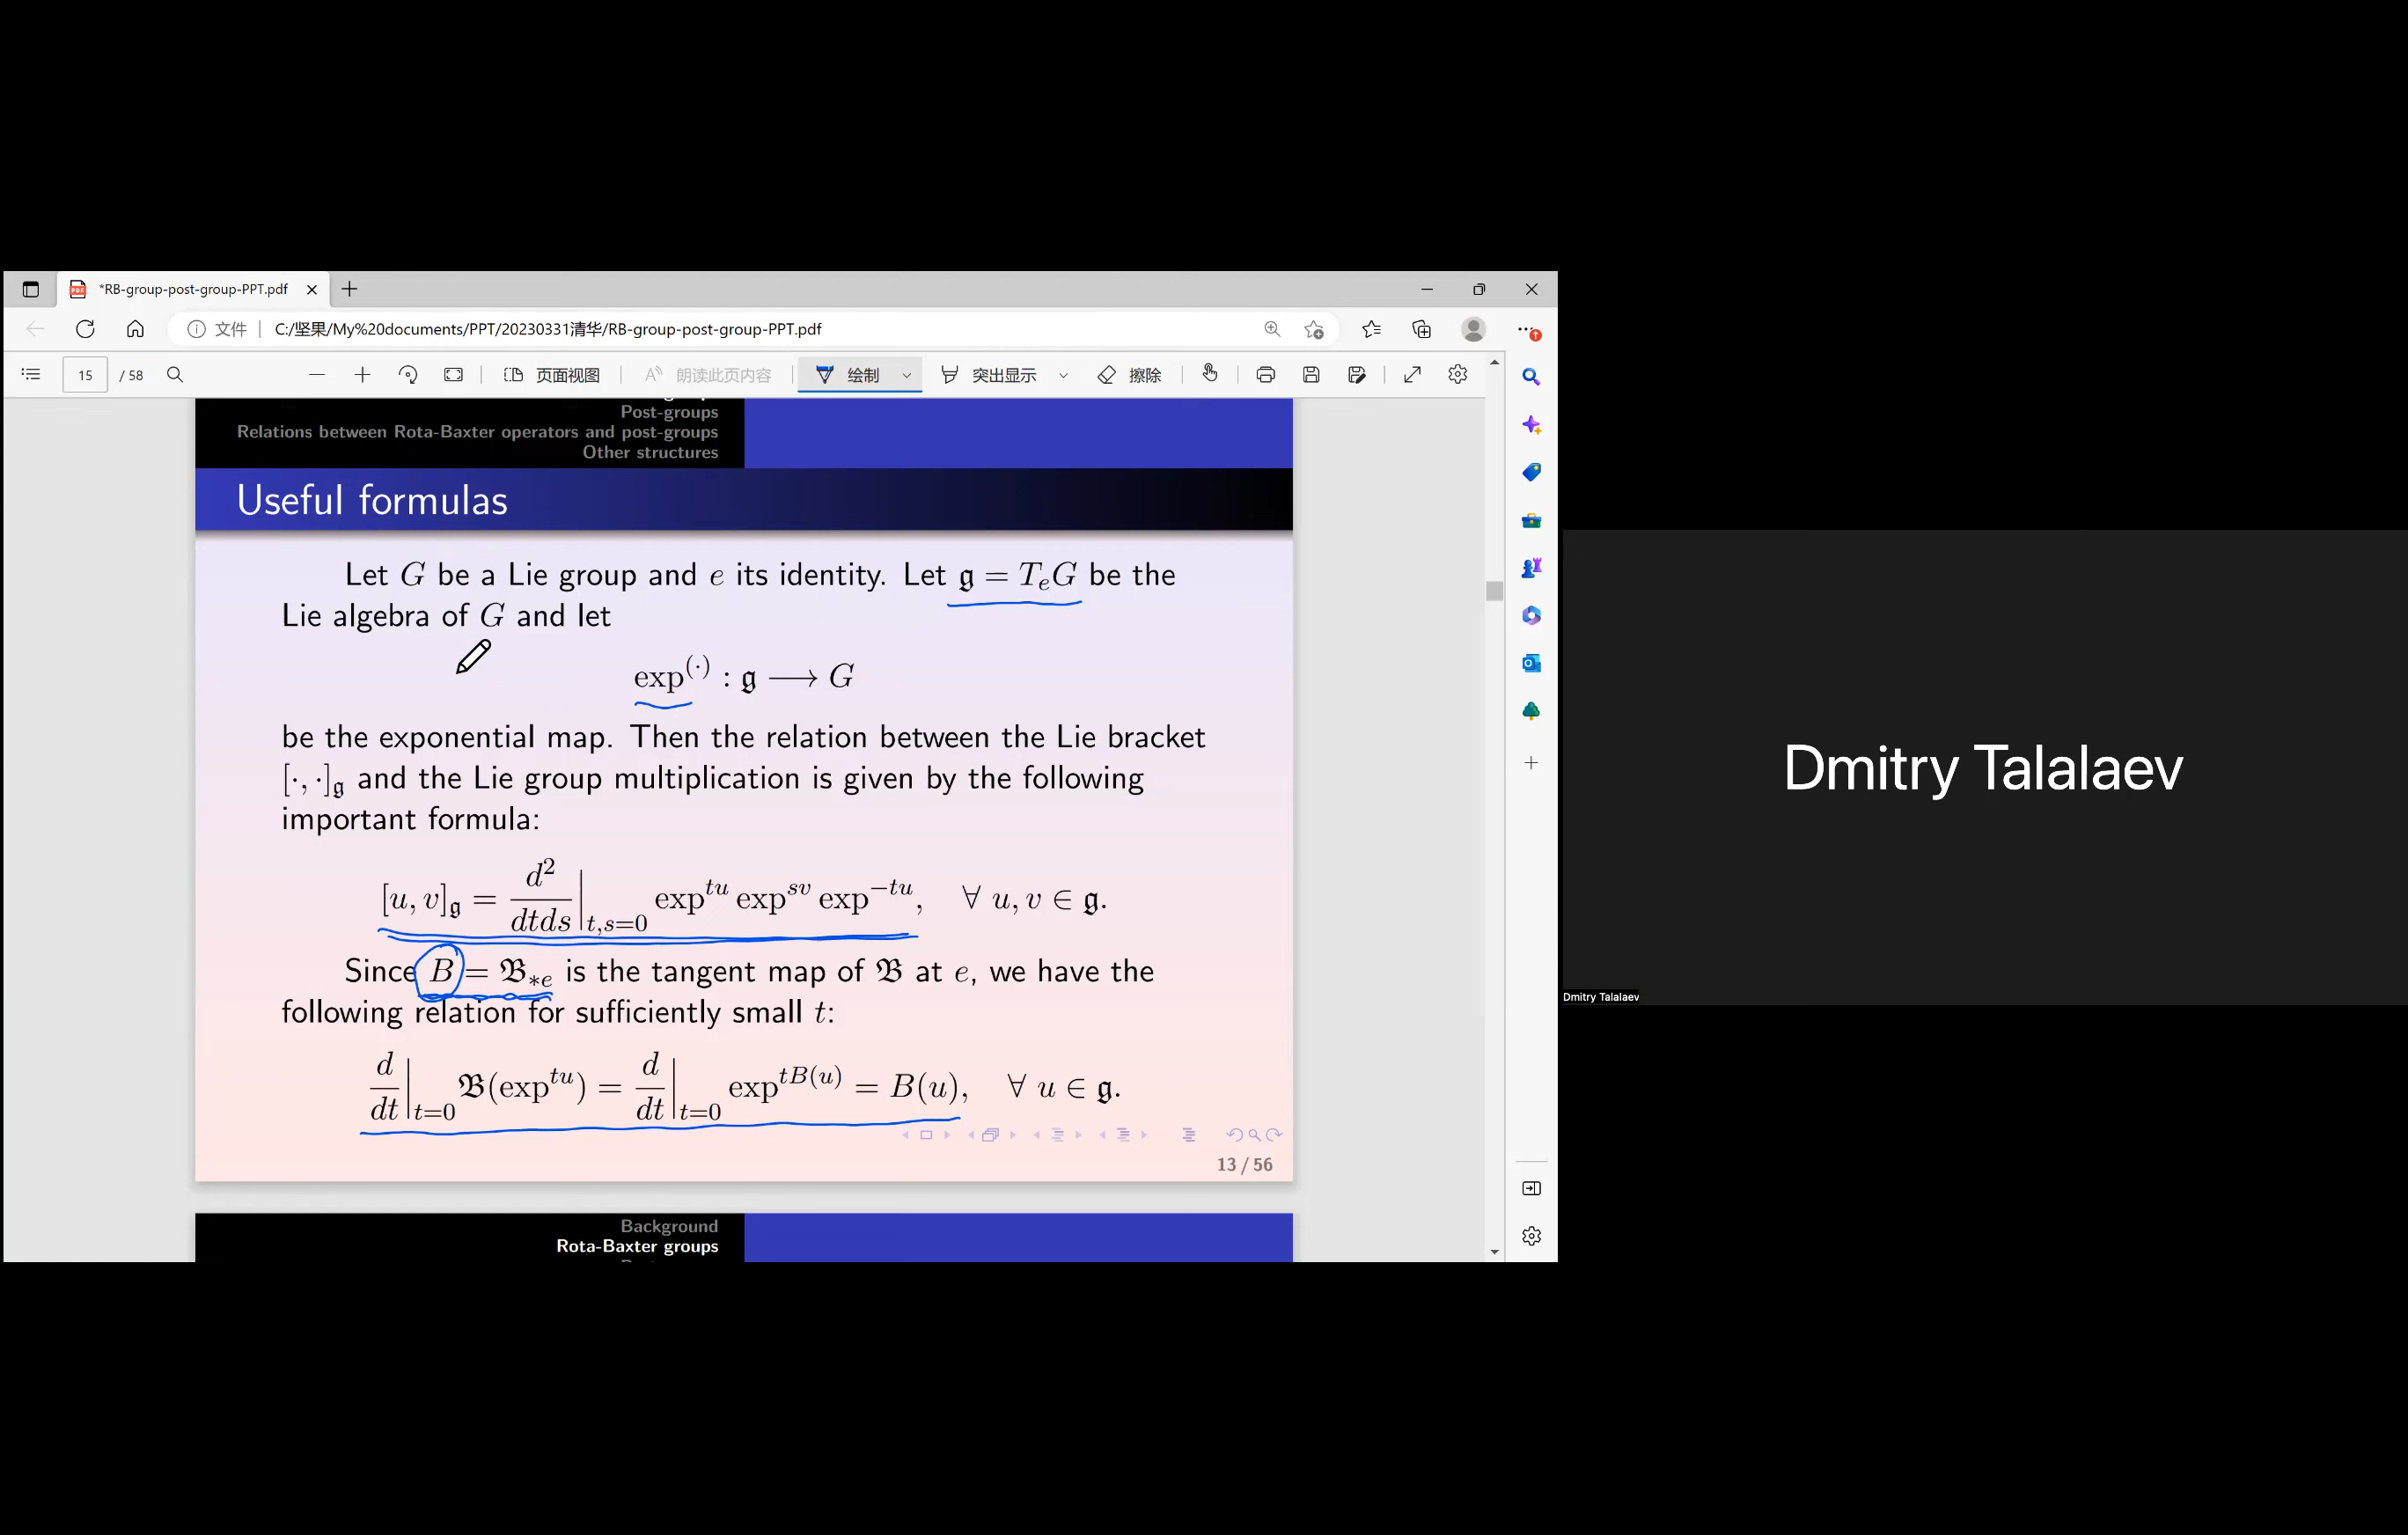 *RB-group-post-group-PPT.pdf
文件 | C:/坚果/My%20documents/PPT/20230331清华/RB-group-post-group-PPT.pdf
15 / 58 页面视图 朗读此页内容 绘制 突出显示 擦除
Post-groups
Relations between Rota-Baxter operators and post-groups
Other structures
Useful formulas
Let G be a Lie group and e its identity. Let 𝔤 = TₑG be the
Lie algebra of G and let
exp^(·) : 𝔤 ⟶ G
be the exponential map. Then the relation between the Lie bracket
[·, ·]_𝔤 and the Lie group multiplication is given by the following
important formula:
[u, v]_𝔤 = d²/dtds |_{t,s=0} exp^{tu} exp^{sv} exp^{−tu}, ∀ u, v ∈ 𝔤.
Since B = 𝔅_{*e} is the tangent map of 𝔅 at e, we have the
following relation for sufficiently small t:
d/dt |_{t=0} 𝔅(exp^{tu}) = d/dt |_{t=0} exp^{tB(u)} = B(u), ∀ u ∈ 𝔤.
13 / 56
Background
Rota-Baxter groups
Dmitry Talalaev
Dmitry Talalaev